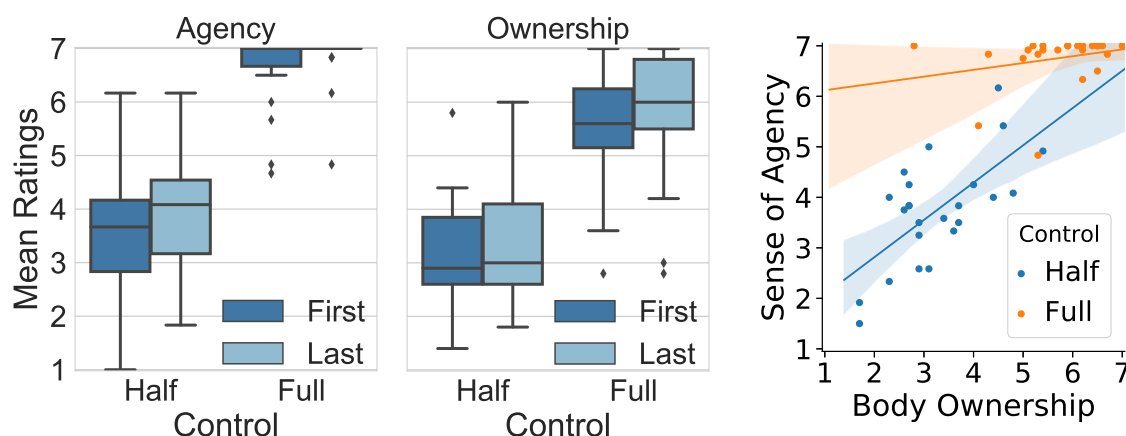 Agency
Mean Ratings
7
6
5
4
3
2
1
First
Last
Half
Full
Control
Ownership
First
Last
Half
Full
Control
Sense of Agency
7
6
5
4
3
2
1
Control
Half
Full
1 2 3 4 5 6 7
Body Ownership